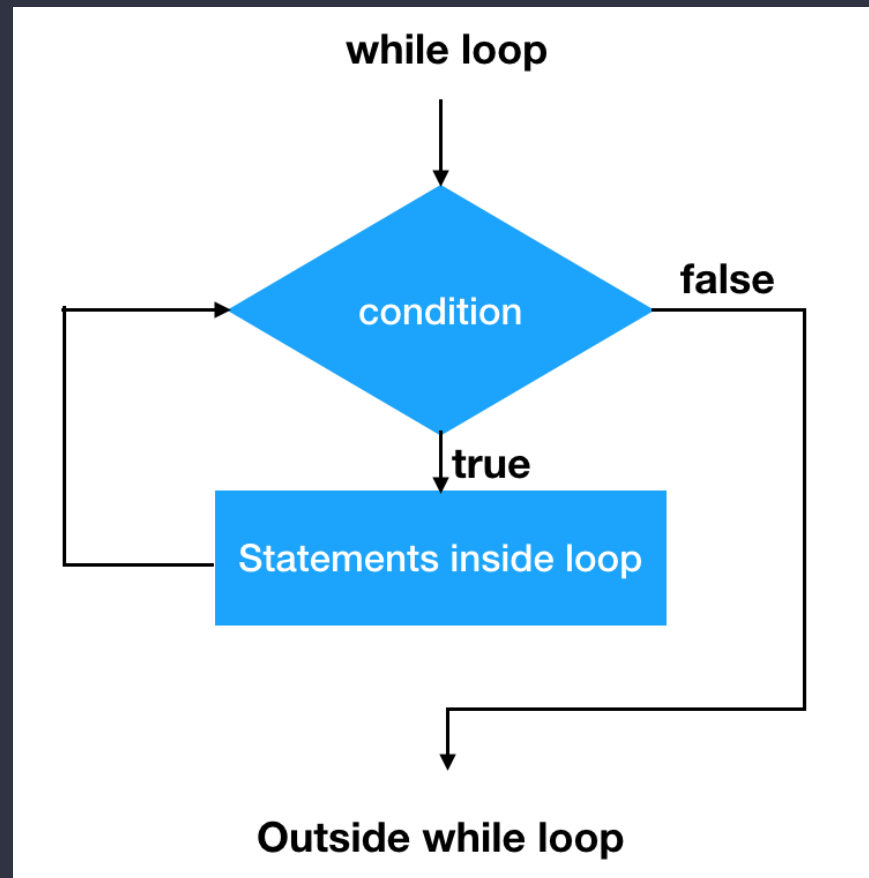 while loop
condition
false
true
Statements inside loop
Outside while loop